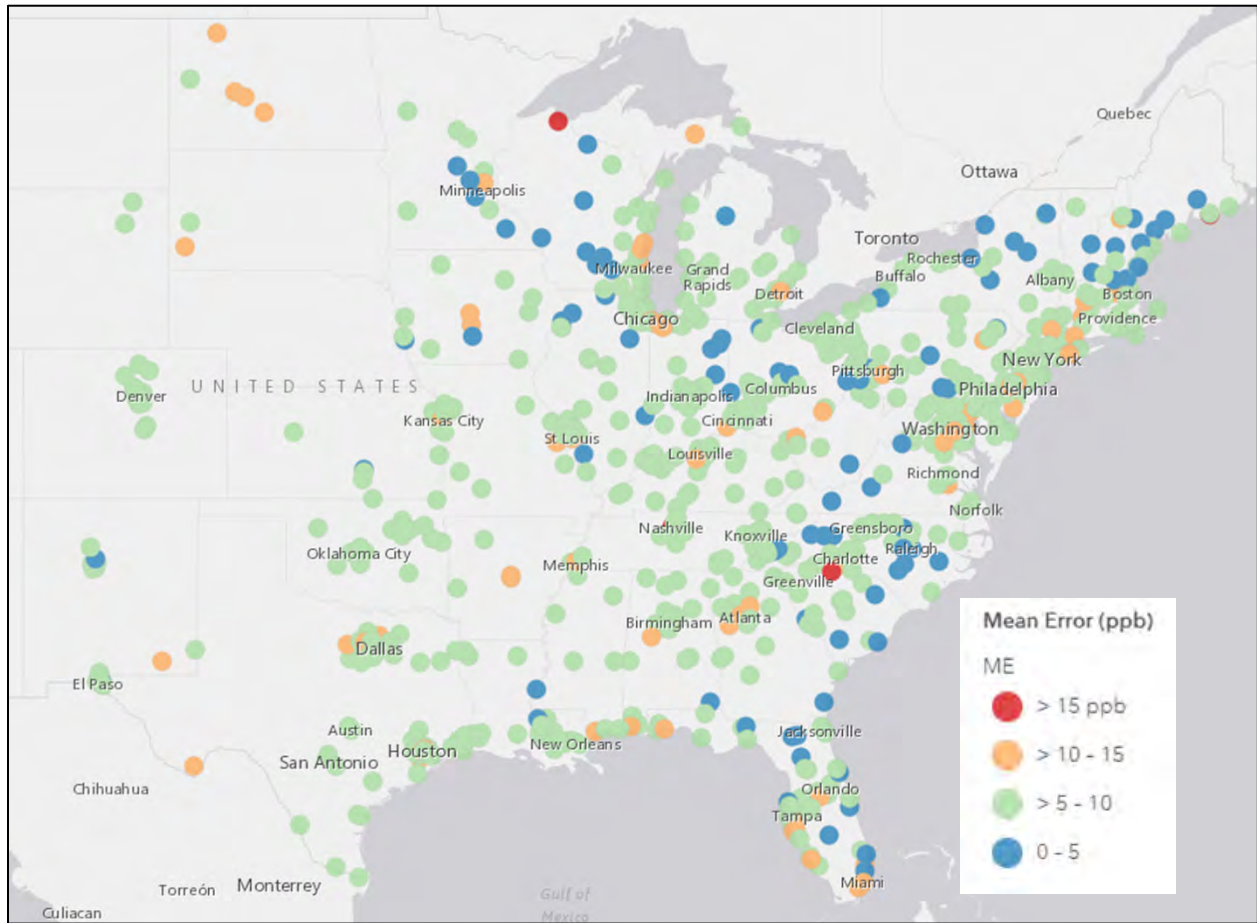 Quebec
Ottawa
Minneapolis
Toronto
Rochester
Buffalo
Albany
Boston
Milwaukee
Grand
Rapids
Detroit
Providence
Chicago
Cleveland
New York
UNITED STATES
Denver
Pittsburgh
Philadelphia
Indianapolis
Columbus
Kansas City
St Louis
Cincinnati
Washington
Louisville
Richmond
Norfolk
Nashville
Knoxville
Greensboro
Raleigh
Oklahoma City
Memphis
Charlotte
Greenville
Birmingham
Atlanta
Dallas
El Paso
Austin
Houston
San Antonio
New Orleans
Jacksonville
Chihuahua
Orlando
Tampa
Miami
Torreón
Monterrey
Culiacan
Gulf of
Mexico
Mean Error (ppb)
ME
> 15 ppb
> 10 - 15
> 5 - 10
0 - 5